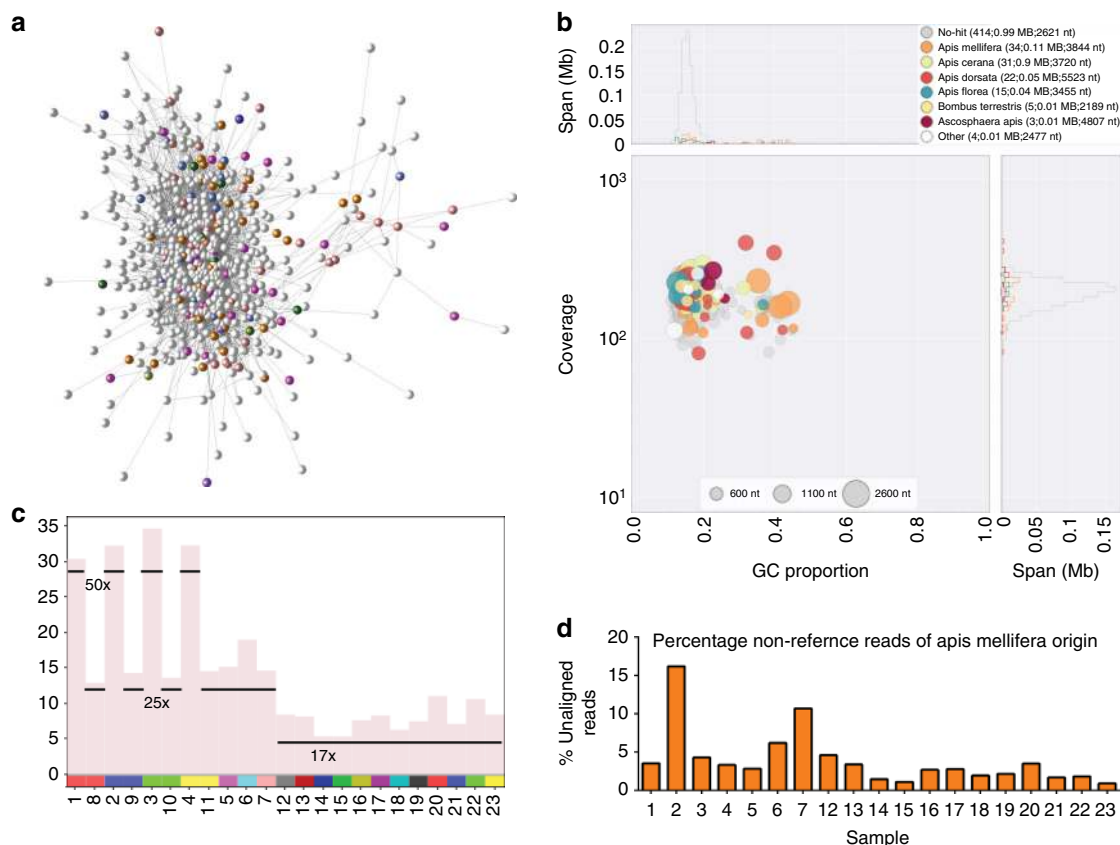 a
b
Span (Mb)
0.2
0.15
0.1
0.05
0
No-hit (414;0.99 MB;2621 nt)
Apis mellifera (34;0.11 MB;3844 nt)
Apis cerana (31;0.9 MB;3720 nt)
Apis dorsata (22;0.05 MB;5523 nt)
Apis florea (15;0.04 MB;3455 nt)
Bombus terrestris (5;0.01 MB;2189 nt)
Ascosphaera apis (3;0.01 MB;4807 nt)
Other (4;0.01 MB;2477 nt)
Coverage
10³
10²
10¹
600 nt 1100 nt 2600 nt
0.0 0.2 0.4 0.6 0.8 1.0
GC proportion
0 0.05 0.1 0.15
Span (Mb)
c
35
30
25
20
15
10
5
0
50x
25x
17x
1 8 2 9 3 10 4 11 5 6 7 12 13 14 15 16 17 18 19 20 21 22 23
d
Percentage non-refernce reads of apis mellifera origin
% Unaligned
reads
20
15
10
5
0
1 2 3 4 5 6 7 12 13 14 15 16 17 18 19 20 21 22 23
Sample